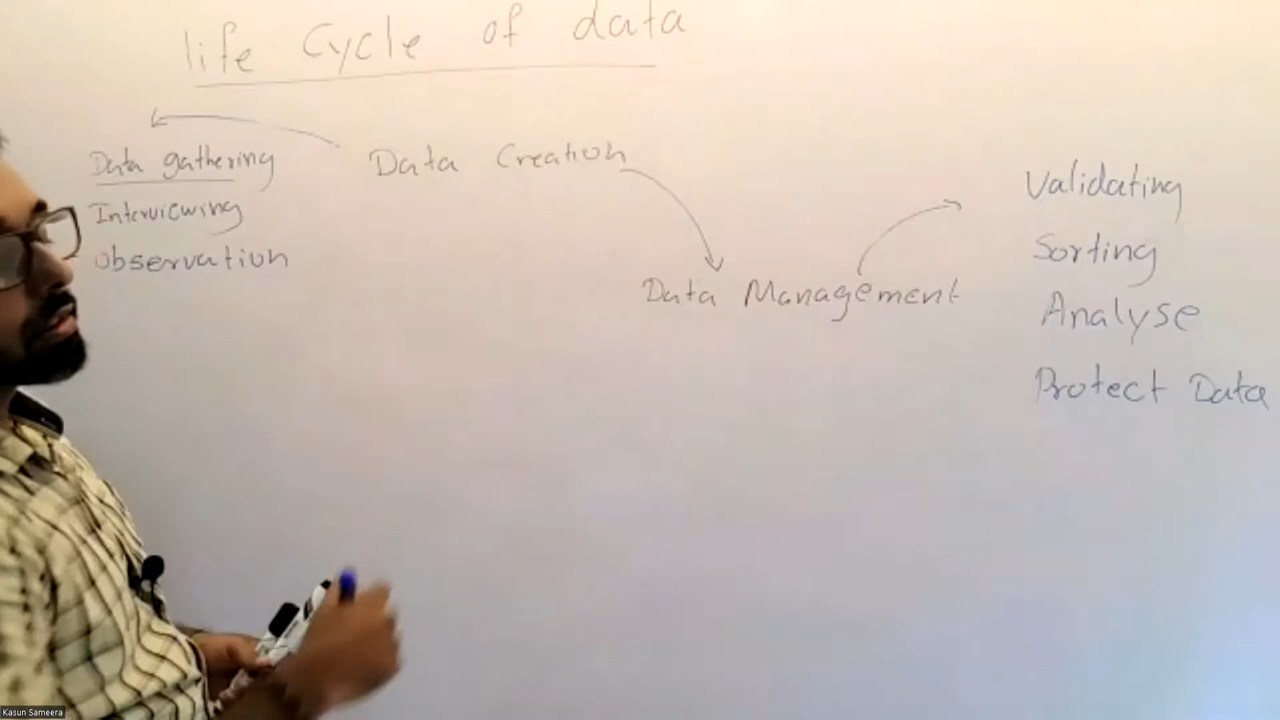 life Cycle of data
Data gathering
Interviewing
Observation
Data Creation
Data Management
Validating
Sorting
Analyse
Protect Data
Kasun Sameera